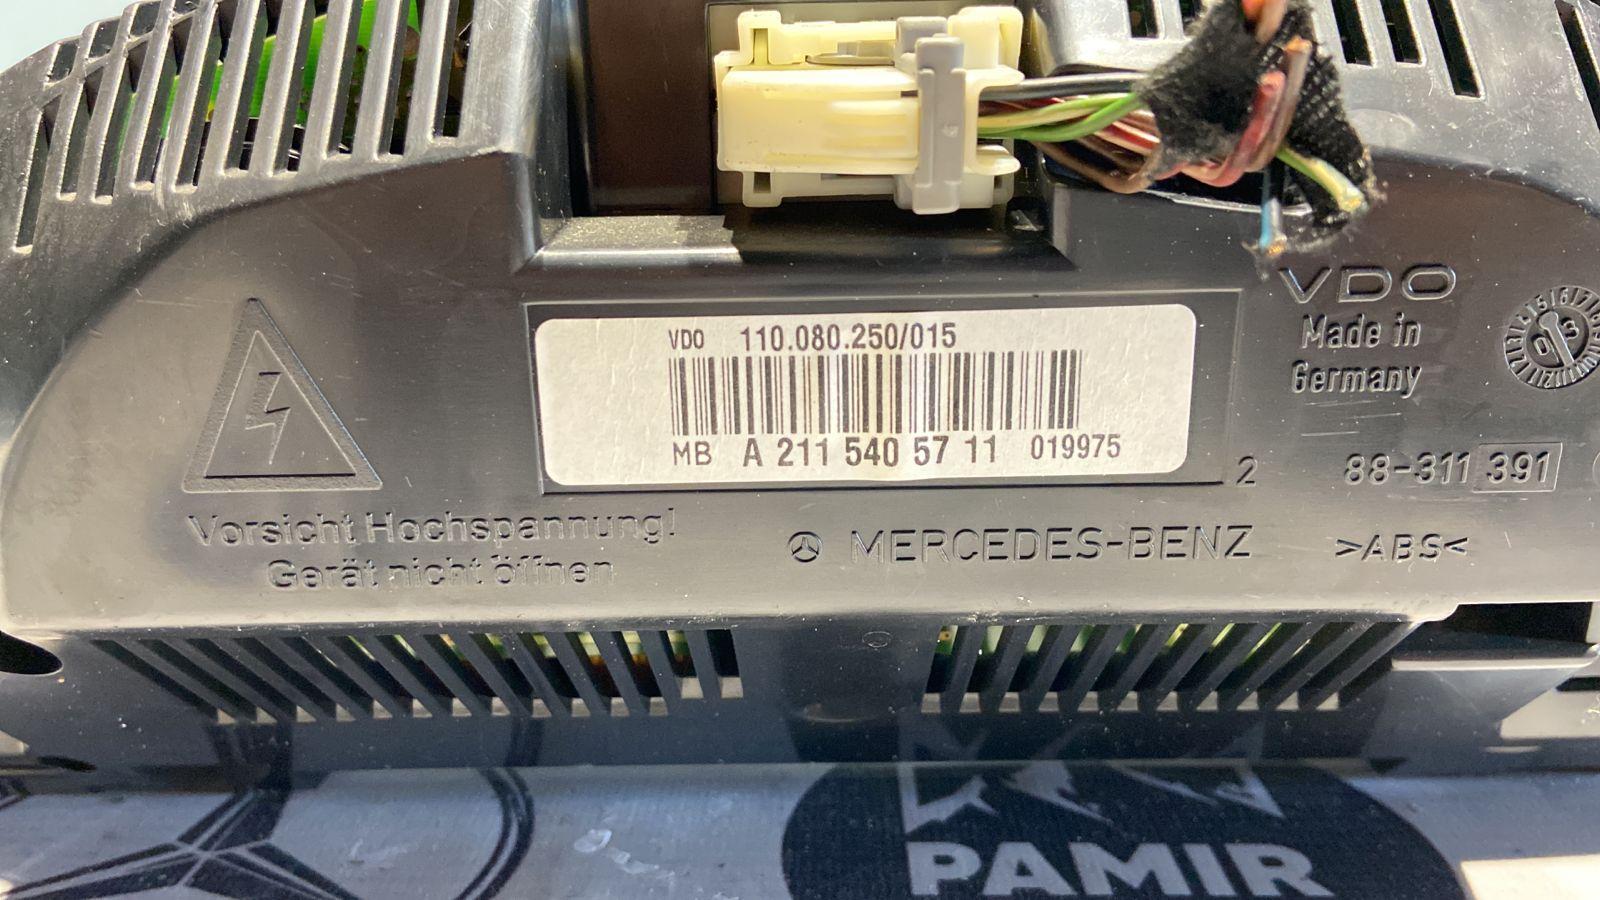 VDO
Made in
Germany
VDO 110.080.250/015
MB A 211 540 57 11 019975
2
88-311 391
Vorsicht Hochspannung!
Gerät nicht öffnen
MERCEDES-BENZ
>ABS<
PAMIR